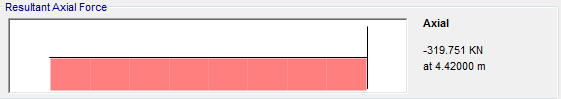 Resultant Axial Force
Axial
-319.751 KN
at 4.42000 m